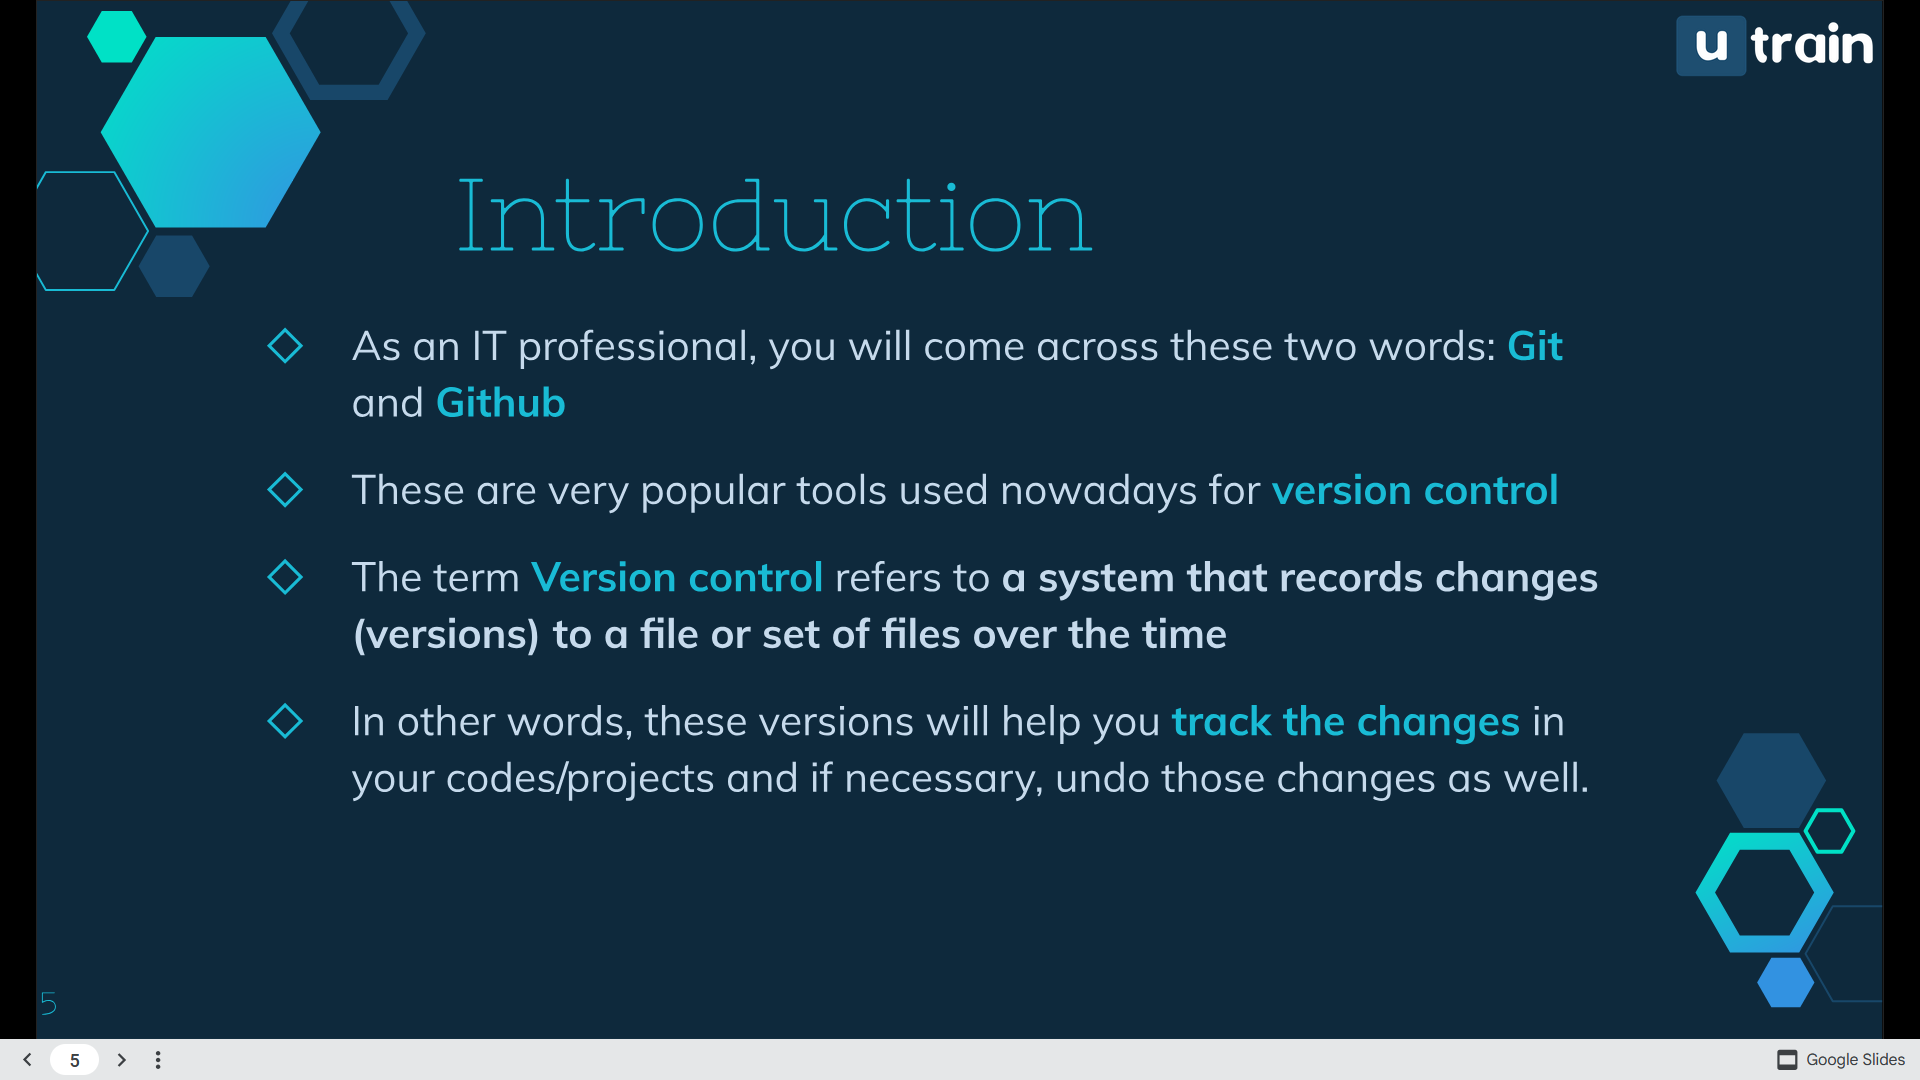 u train
Introduction
As an IT professional, you will come across these two words: Git
and Github
These are very popular tools used nowadays for version control
The term Version control refers to a system that records changes
(versions) to a file or set of files over the time
In other words, these versions will help you track the changes in
your codes/projects and if necessary, undo those changes as well.
5
5
Google Slides